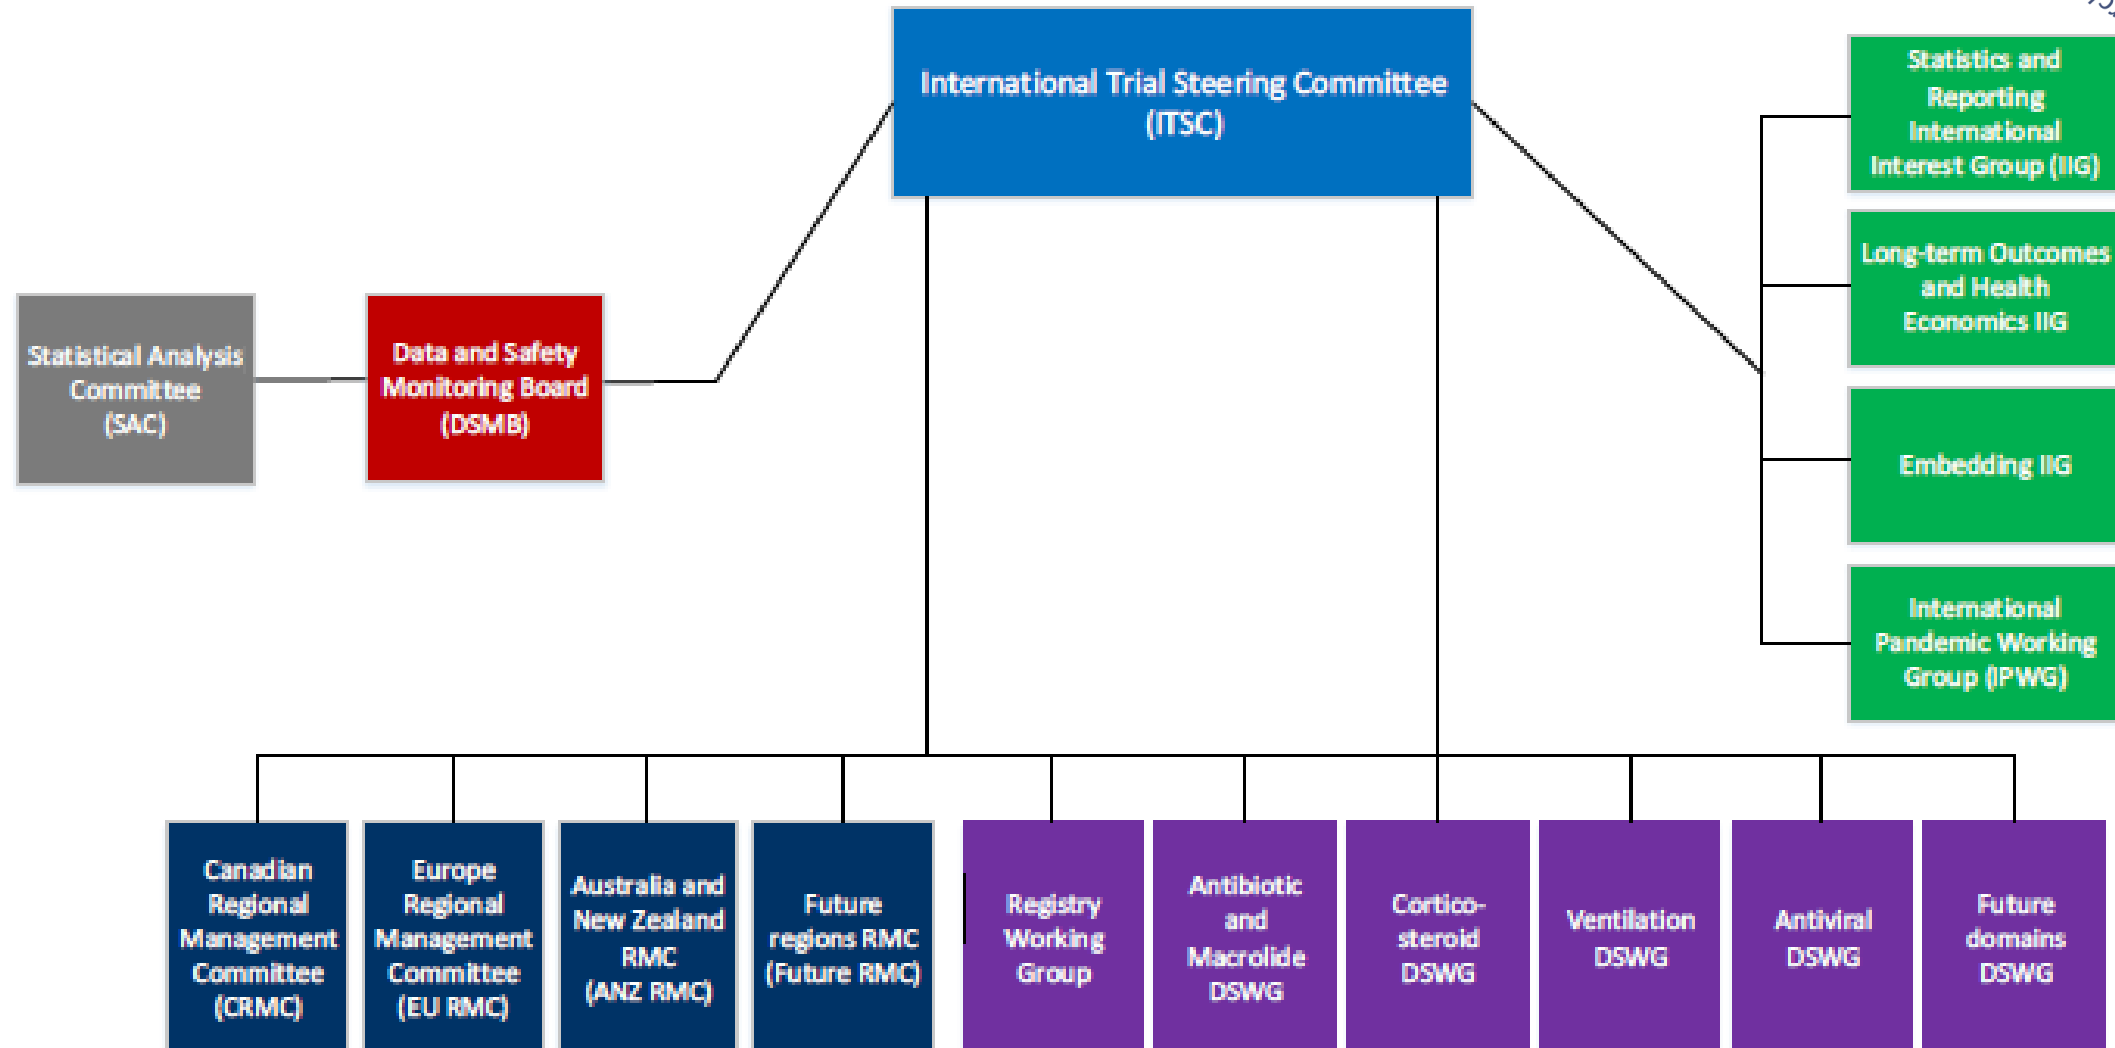 International Trial Steering Committee
(ITSC)
Statistics and
Reporting
International
Interest Group (IIG)
Long-term Outcomes
and Health
Economics IIG
Embedding IIG
International
Pandemic Working
Group (IPWG)
Statistical Analysis
Committee
(SAC)
Data and Safety
Monitoring Board
(DSMB)
Canadian
Regional
Management
Committee
(CRMC)
Europe
Regional
Management
Committee
(EU RMC)
Australia and
New Zealand
RMC
(ANZ RMC)
Future
regions RMC
(Future RMC)
Registry
Working
Group
Antibiotic
and
Macrolide
DSWG
Cortico-
steroid
DSWG
Ventilation
DSWG
Antiviral
DSWG
Future
domains
DSWG